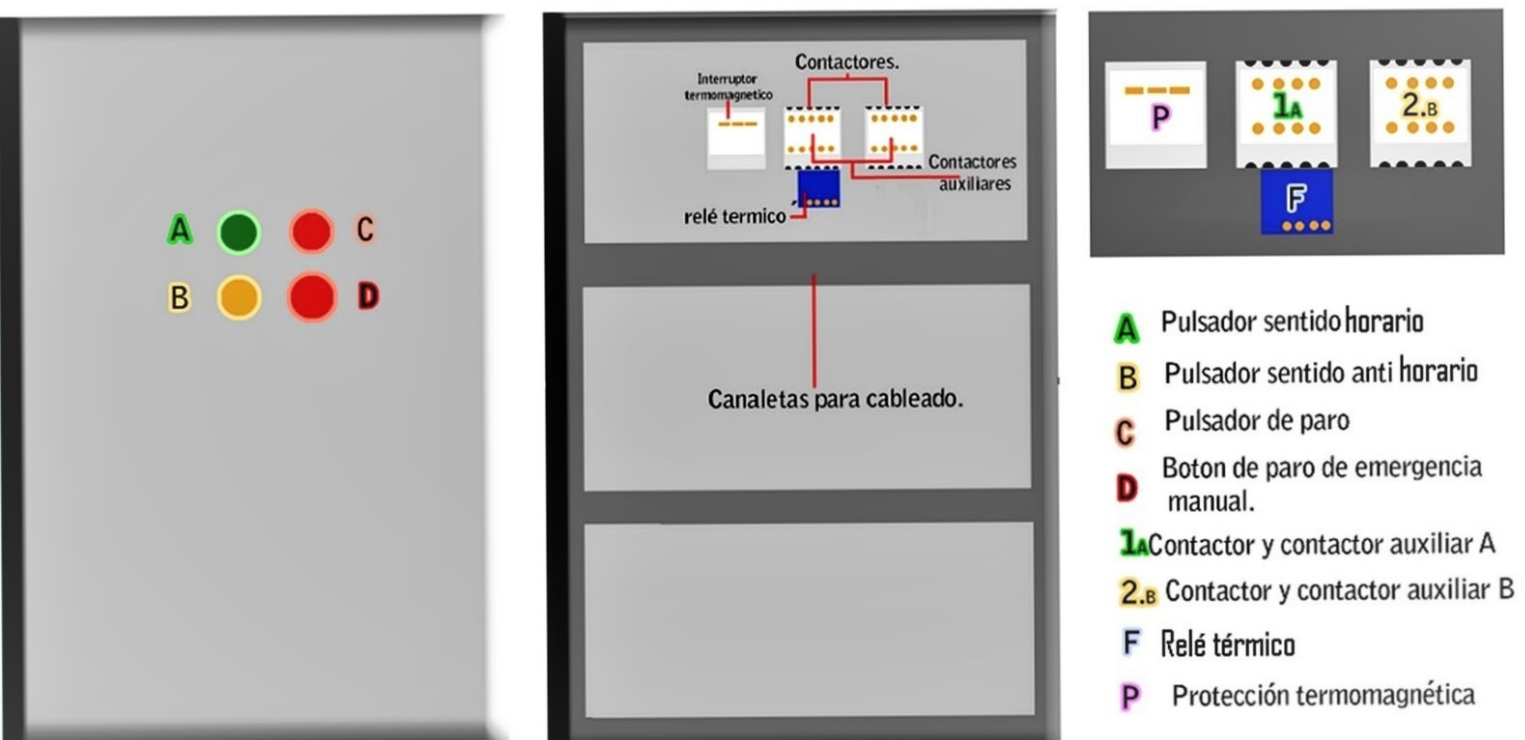 A
C
B
D
Contactores.
Interruptor
termomagnetico
Contactores
auxiliares
relé termico
Canaletas para cableado.
P
1A
2.B
F
A Pulsador sentido horario
B Pulsador sentido anti horario
C Pulsador de paro
D Boton de paro de emergencia
manual.
1A Contactor y contactor auxiliar A
2.B Contactor y contactor auxiliar B
F Relé térmico
P Protección termomagnética